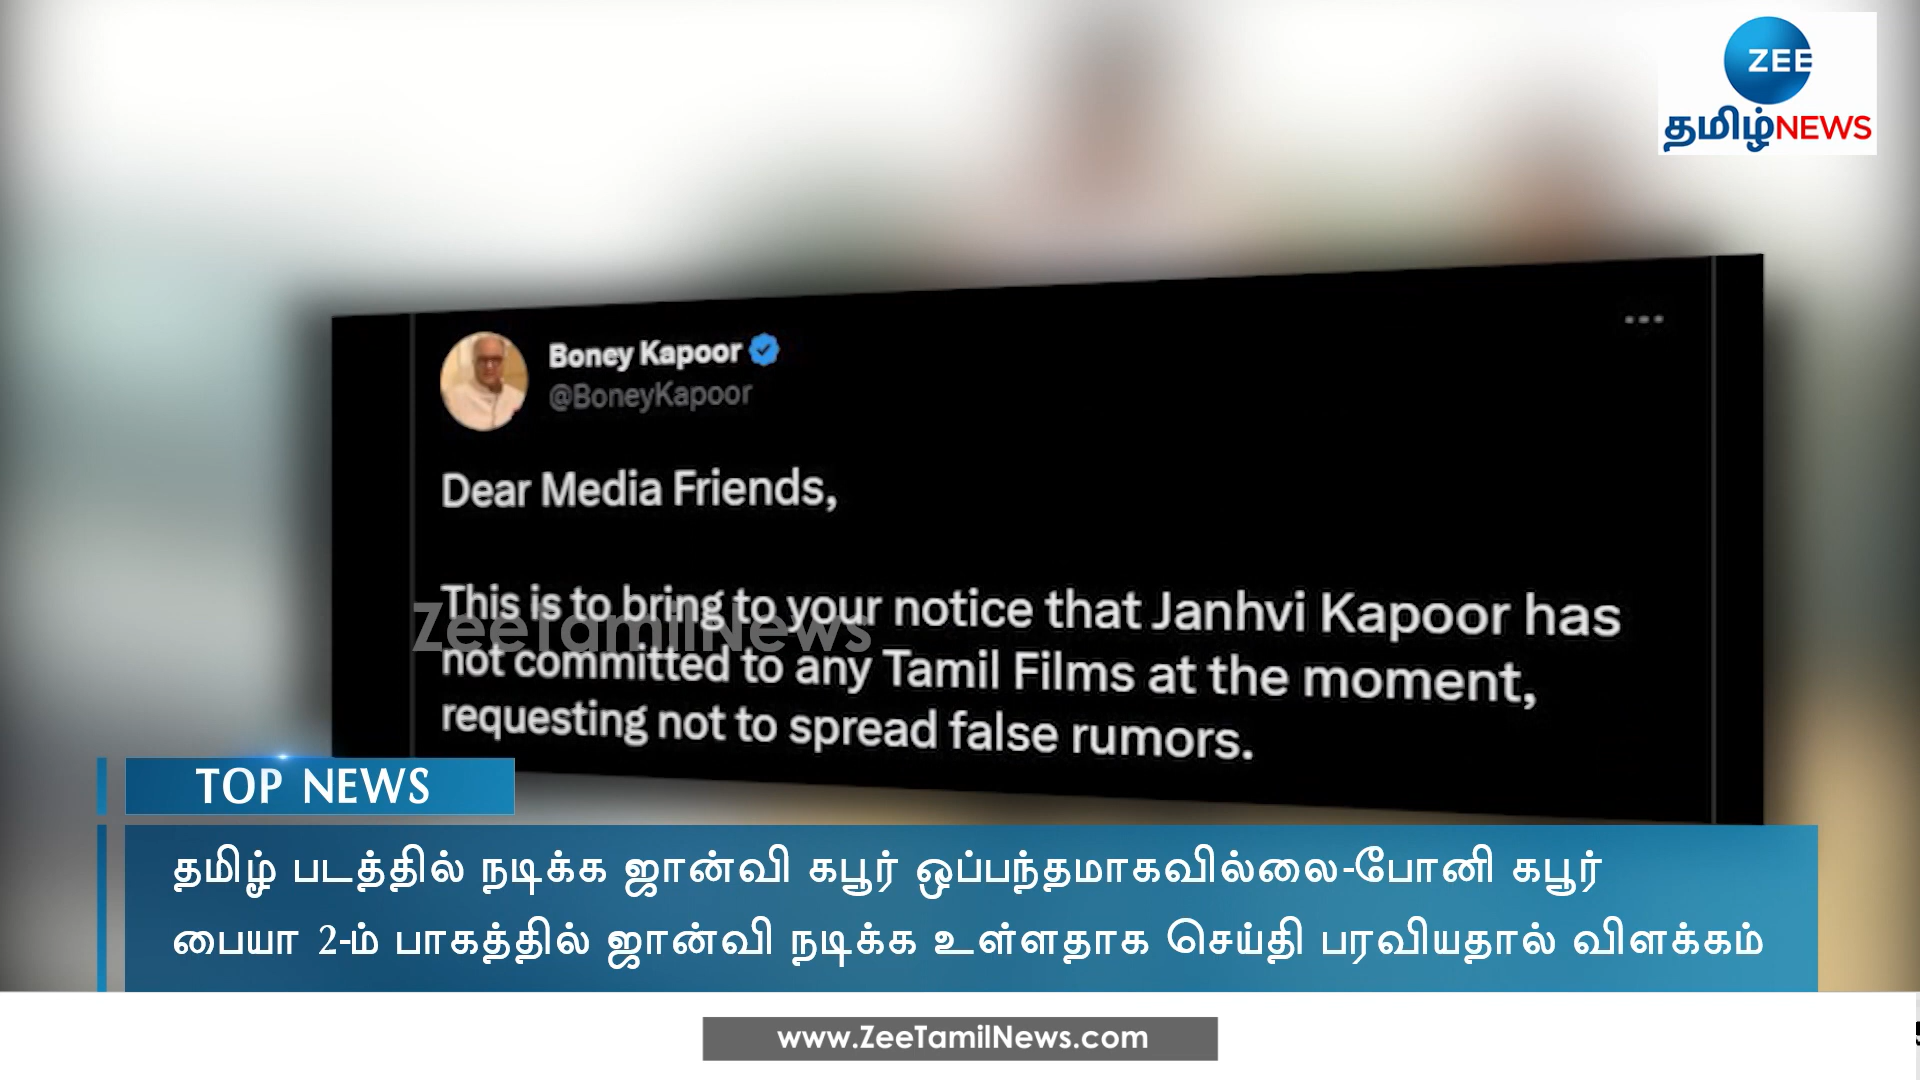 ZEE
தமிழ்NEWS
Boney Kapoor
@BoneyKapoor
Dear Media Friends,
This is to bring to your notice that Janhvi Kapoor has
not committed to any Tamil Films at the moment,
requesting not to spread false rumors.
ZeeTamilNews
TOP NEWS
தமிழ் படத்தில் நடிக்க ஜான்வி கபூர் ஒப்பந்தமாகவில்லை-போனி கபூர்
பையா 2-ம் பாகத்தில் ஜான்வி நடிக்க உள்ளதாக செய்தி பரவியதால் விளக்கம்
www.ZeeTamilNews.com